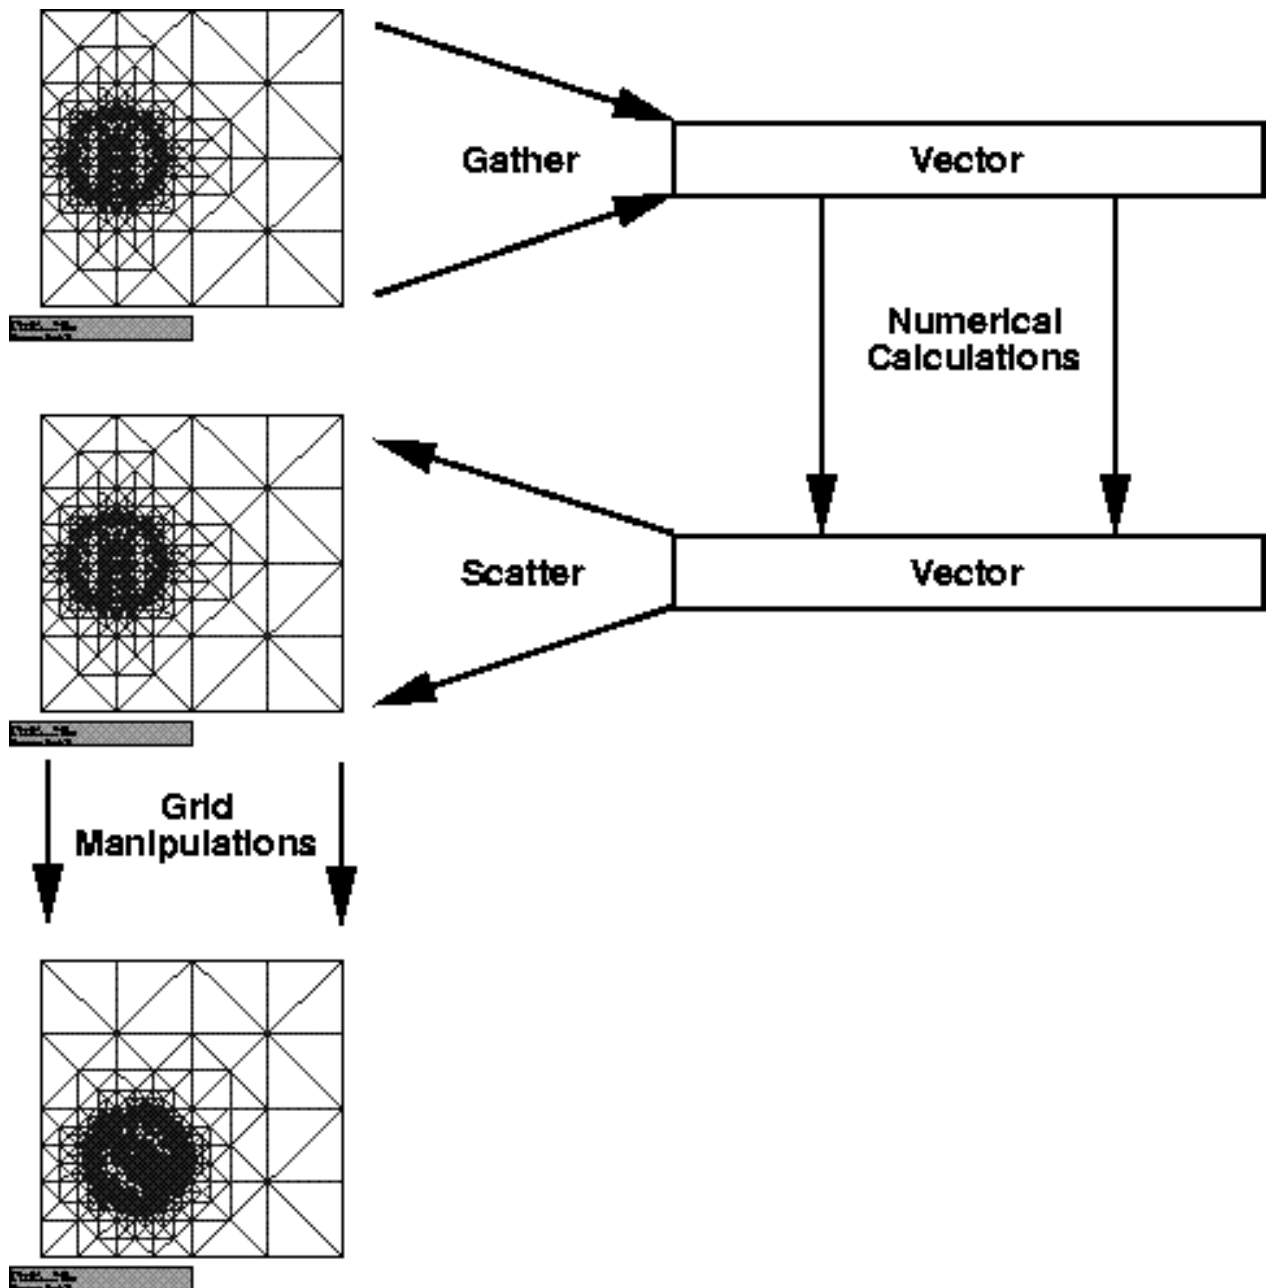 Gather
Vector
Numerical
Calculations
Scatter
Vector
Grid
Manipulations